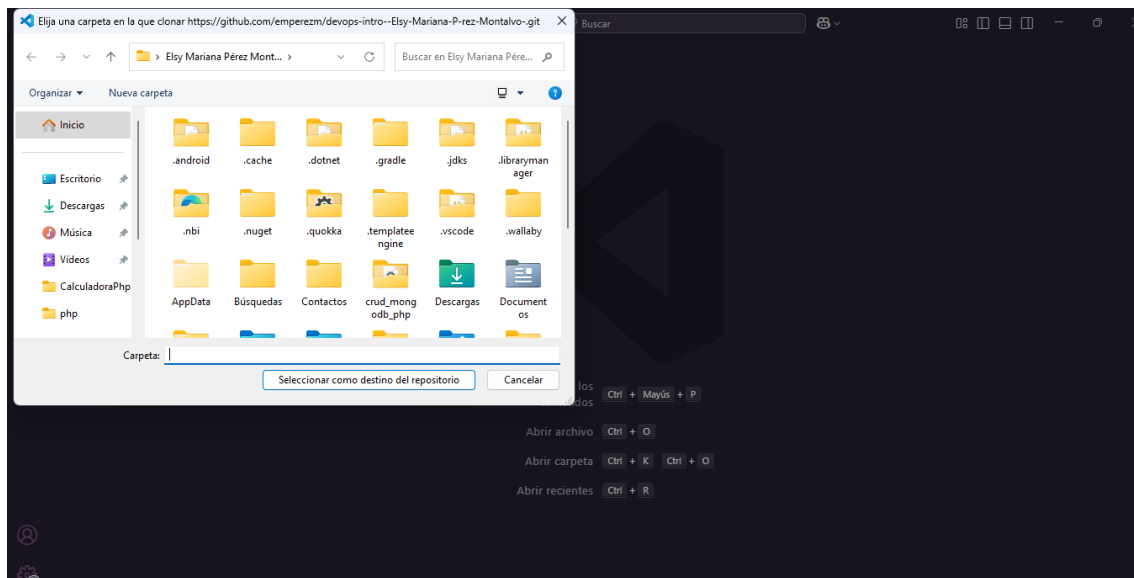 Elija una carpeta en la que clonar https://github.com/emperezm/devops-intro--Elsy-Mariana-P-rez-Montalvo-.git
Buscar
Elsy Mariana Pérez Mont...
Buscar en Elsy Mariana Pére...
Organizar
Nueva carpeta
Inicio
Escritorio
Descargas
Música
Vídeos
CalculadoraPhp
php
.android
.cache
.dotnet
.gradle
.jdks
.libraryman
ager
.nbi
.nuget
.quokka
.templatee
ngine
.vscode
.wallaby
AppData
Búsquedas
Contactos
crud_mong
odb_php
Descargas
Document
os
Carpeta:
Seleccionar como destino del repositorio
Cancelar
los
dos
Ctrl + Mayús + P
Abrir archivo Ctrl + O
Abrir carpeta Ctrl + K Ctrl + O
Abrir recientes Ctrl + R